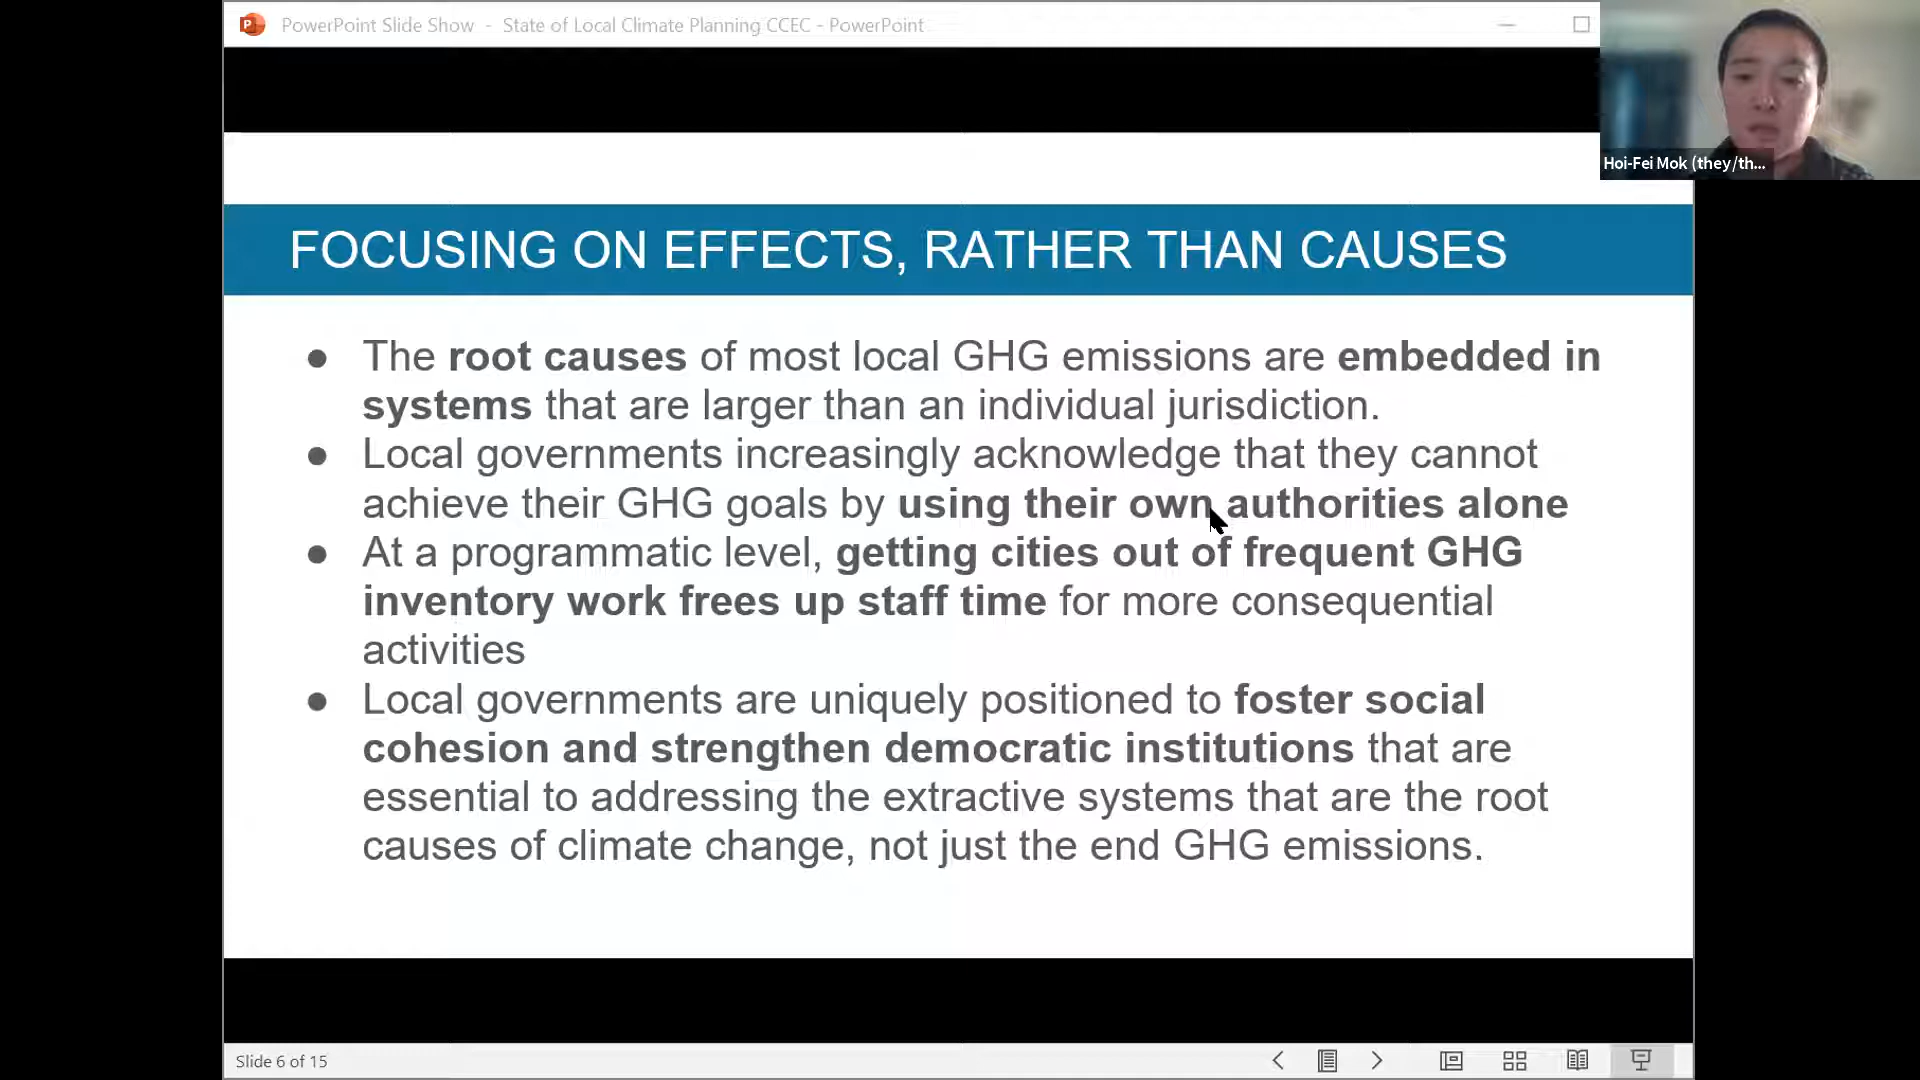 PowerPoint Slide Show - State of Local Climate Planning CCEC - PowerPoint
Hoi-Fei Mok (they/th...
FOCUSING ON EFFECTS, RATHER THAN CAUSES
● The root causes of most local GHG emissions are embedded in
systems that are larger than an individual jurisdiction.
● Local governments increasingly acknowledge that they cannot
achieve their GHG goals by using their own authorities alone
● At a programmatic level, getting cities out of frequent GHG
inventory work frees up staff time for more consequential
activities
● Local governments are uniquely positioned to foster social
cohesion and strengthen democratic institutions that are
essential to addressing the extractive systems that are the root
causes of climate change, not just the end GHG emissions.
Slide 6 of 15